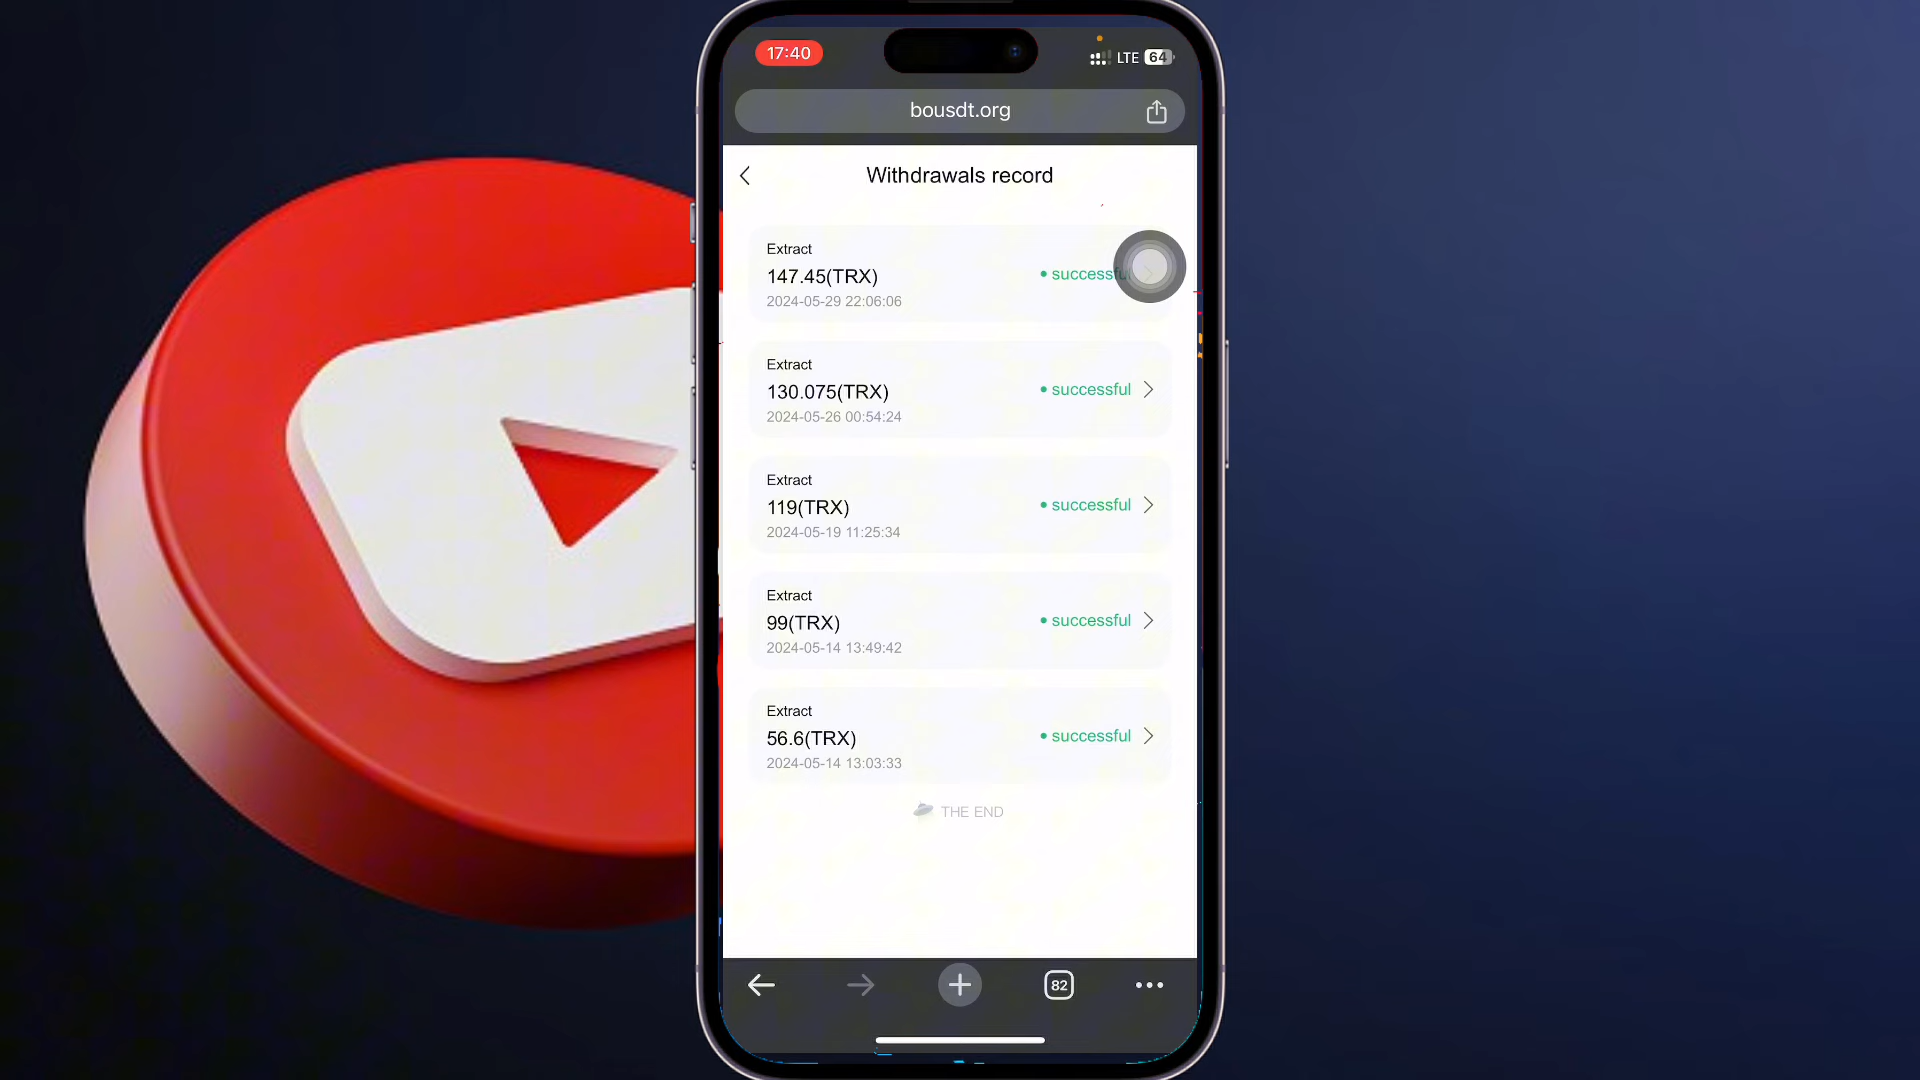 17:40
LTE 64
bousdt.org
Withdrawals record
Extract
147.45(TRX)
successful
2024-05-29 22:06:06
Extract
130.075(TRX)
successful
2024-05-26 00:54:24
Extract
119(TRX)
successful
2024-05-19 11:25:34
Extract
99(TRX)
successful
2024-05-14 13:49:42
Extract
56.6(TRX)
successful
2024-05-14 13:03:33
THE END
82